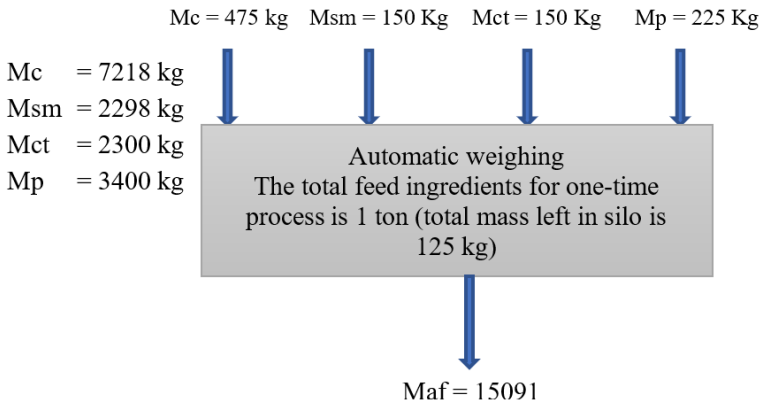 Mc = 475 kg Msm = 150 Kg Mct = 150 Kg Mp = 225 Kg
Mc = 7218 kg
Msm = 2298 kg
Mct = 2300 kg
Mp = 3400 kg
Automatic weighing
The total feed ingredients for one-time
process is 1 ton (total mass left in silo is
125 kg)
Maf = 15091